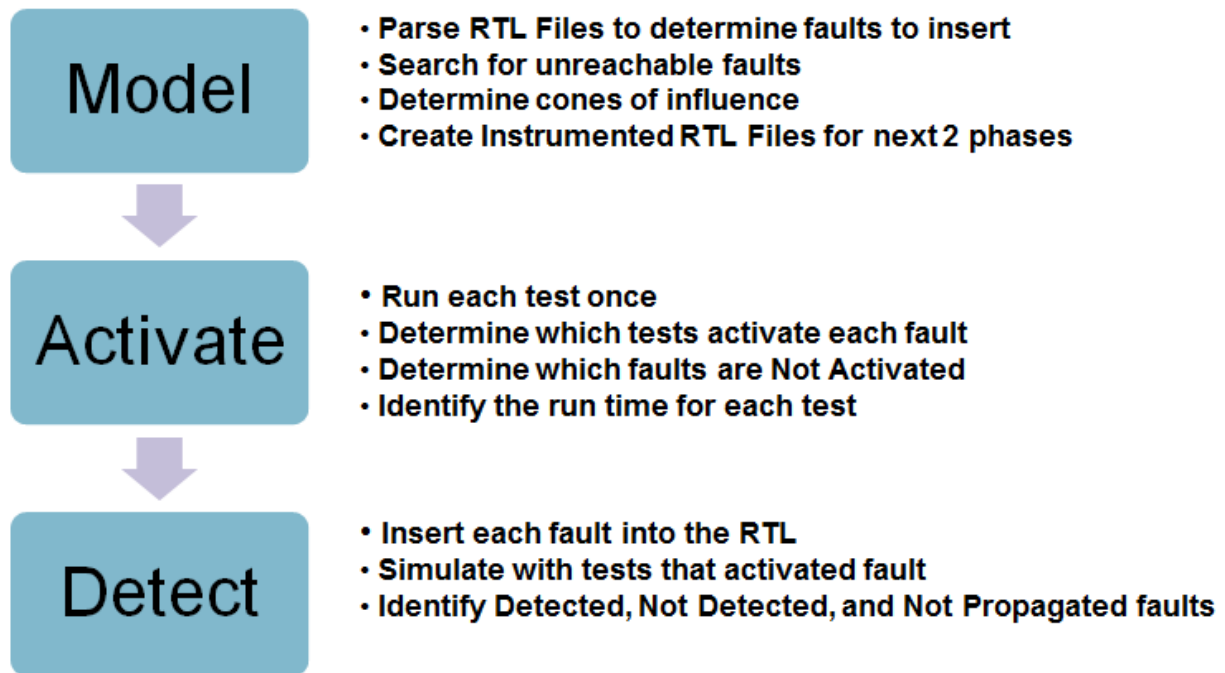 Model
• Parse RTL Files to determine faults to insert
• Search for unreachable faults
• Determine cones of influence
• Create Instrumented RTL Files for next 2 phases
Activate
• Run each test once
• Determine which tests activate each fault
• Determine which faults are Not Activated
• Identify the run time for each test
Detect
• Insert each fault into the RTL
• Simulate with tests that activated fault
• Identify Detected, Not Detected, and Not Propagated faults